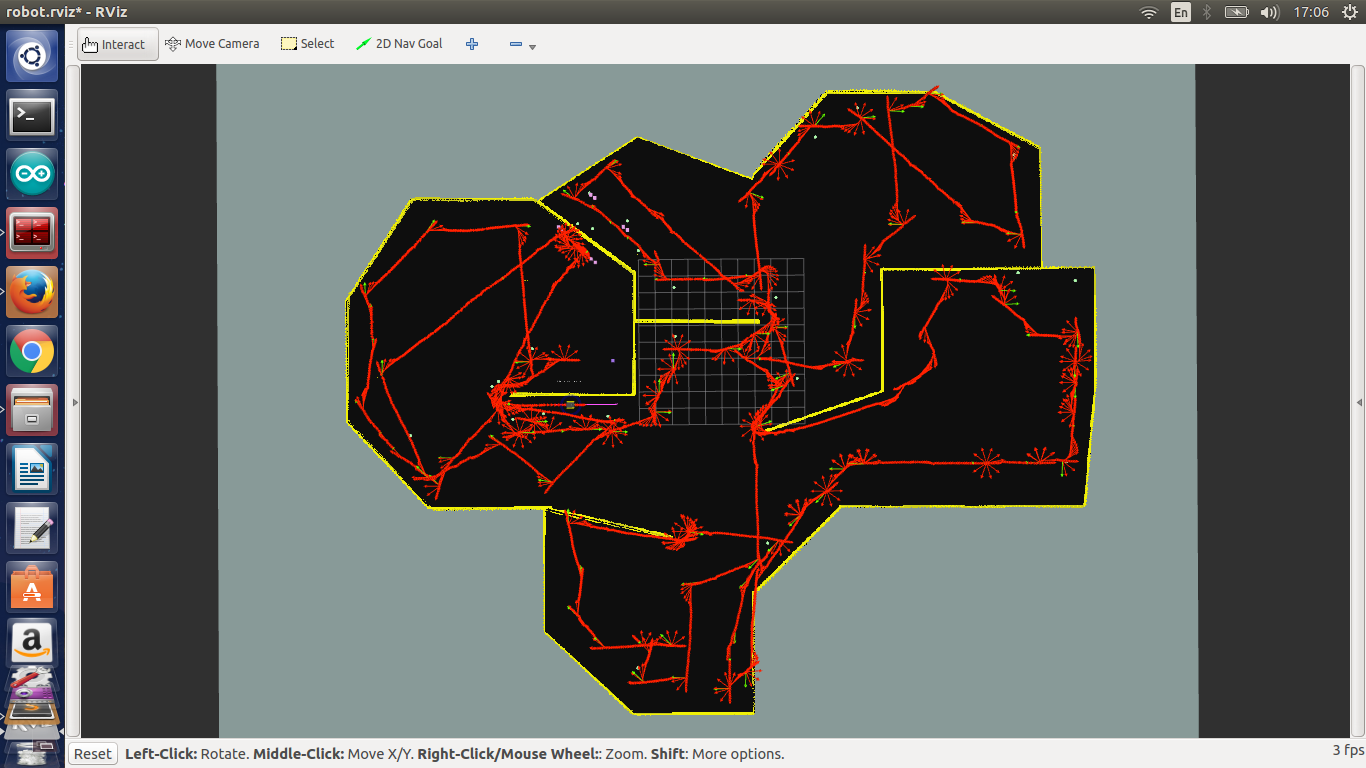 robot.rviz* - RViz
En
17:06
Interact
Move Camera
Select
2D Nav Goal
Reset
Left-Click: Rotate. Middle-Click: Move X/Y. Right-Click/Mouse Wheel:: Zoom. Shift: More options.
3 fps